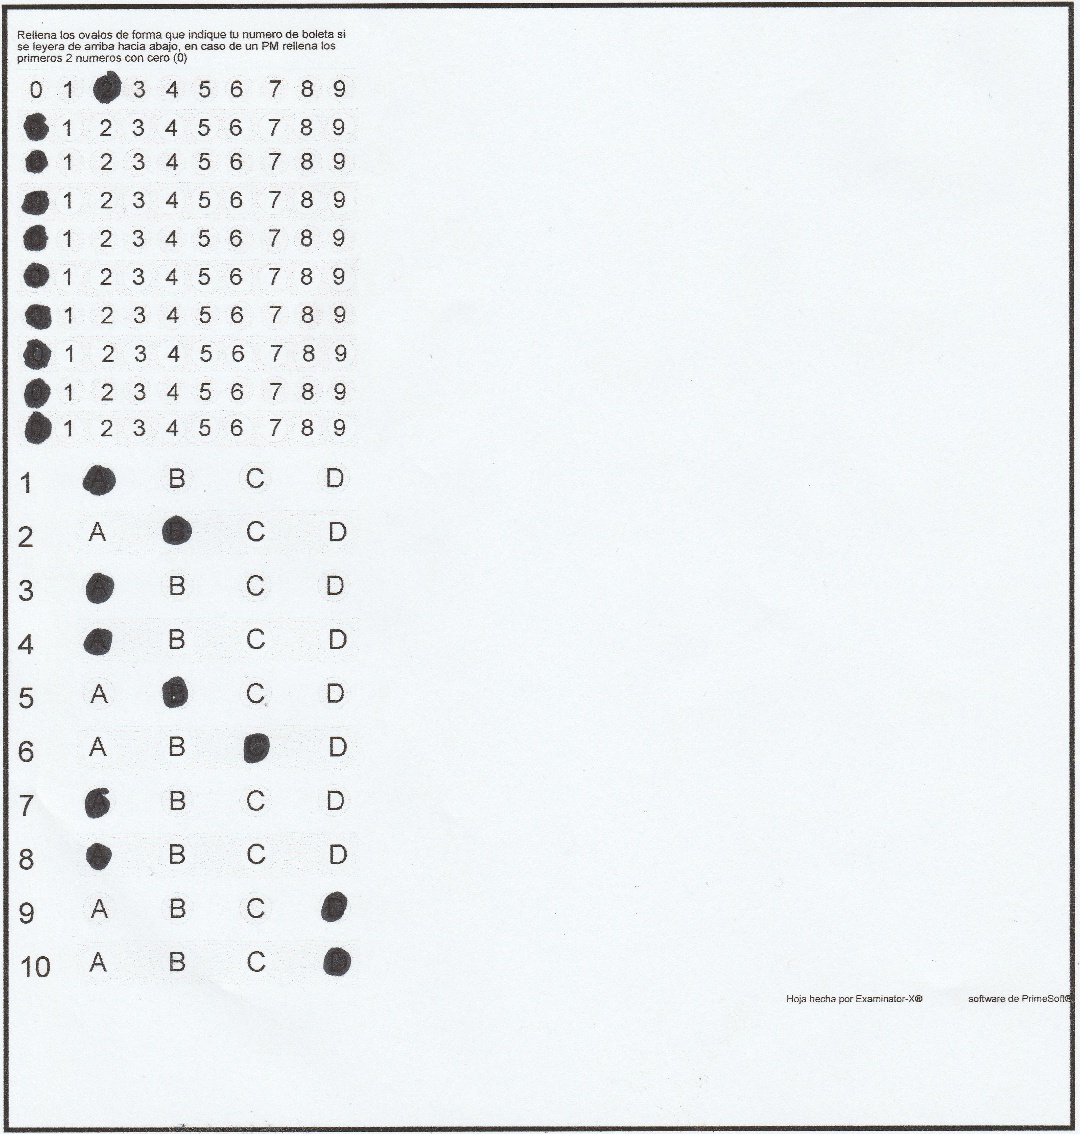 Rellena los ovalos de forma que indique tu numero de boleta si
se leyera de arriba hacia abajo, en caso de un PM rellena los
primeros 2 numeros con cero (0)
0 1 2 3 4 5 6 7 8 9
0 1 2 3 4 5 6 7 8 9
0 1 2 3 4 5 6 7 8 9
0 1 2 3 4 5 6 7 8 9
0 1 2 3 4 5 6 7 8 9
0 1 2 3 4 5 6 7 8 9
0 1 2 3 4 5 6 7 8 9
0 1 2 3 4 5 6 7 8 9
0 1 2 3 4 5 6 7 8 9
0 1 2 3 4 5 6 7 8 9
1 A B C D
2 A B C D
3 A B C D
4 A B C D
5 A B C D
6 A B C D
7 A B C D
8 A B C D
9 A B C D
10 A B C D
Hoja hecha por Examinator-X® software de PrimeSoft®